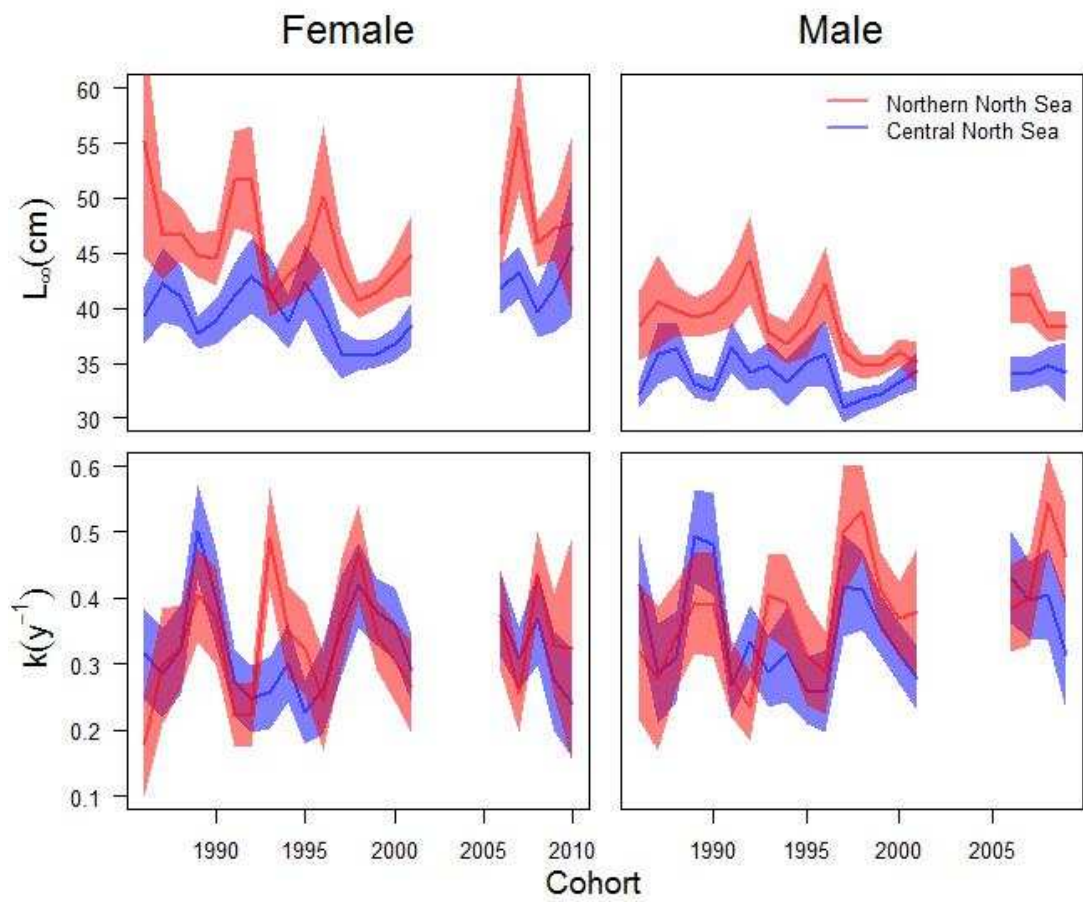 Female Male
60
55
50
45
40
35
30
L∞(cm)
Northern North Sea
Central North Sea
0.6
0.5
0.4
0.3
0.2
0.1
k(y⁻¹)
1990 1995 2000 2005 2010 1990 1995 2000 2005
Cohort